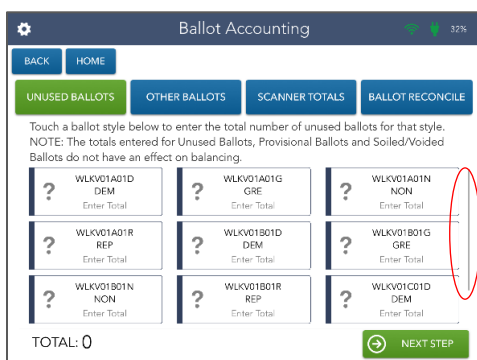 Ballot Accounting
32%
BACK
HOME
UNUSED BALLOTS
OTHER BALLOTS
SCANNER TOTALS
BALLOT RECONCILE
Touch a ballot style below to enter the total number of unused ballots for that style.
NOTE: The totals entered for Unused Ballots, Provisional Ballots and Soiled/Voided
Ballots do not have an effect on balancing.
?
WLKV01A01D
DEM
Enter Total
?
WLKV01A01G
GRE
Enter Total
?
WLKV01A01N
NON
Enter Total
?
WLKV01A01R
REP
Enter Total
?
WLKV01B01D
DEM
Enter Total
?
WLKV01B01G
GRE
Enter Total
?
WLKV01B01N
NON
Enter Total
?
WLKV01B01R
REP
Enter Total
?
WLKV01C01D
DEM
Enter Total
TOTAL: 0
NEXT STEP